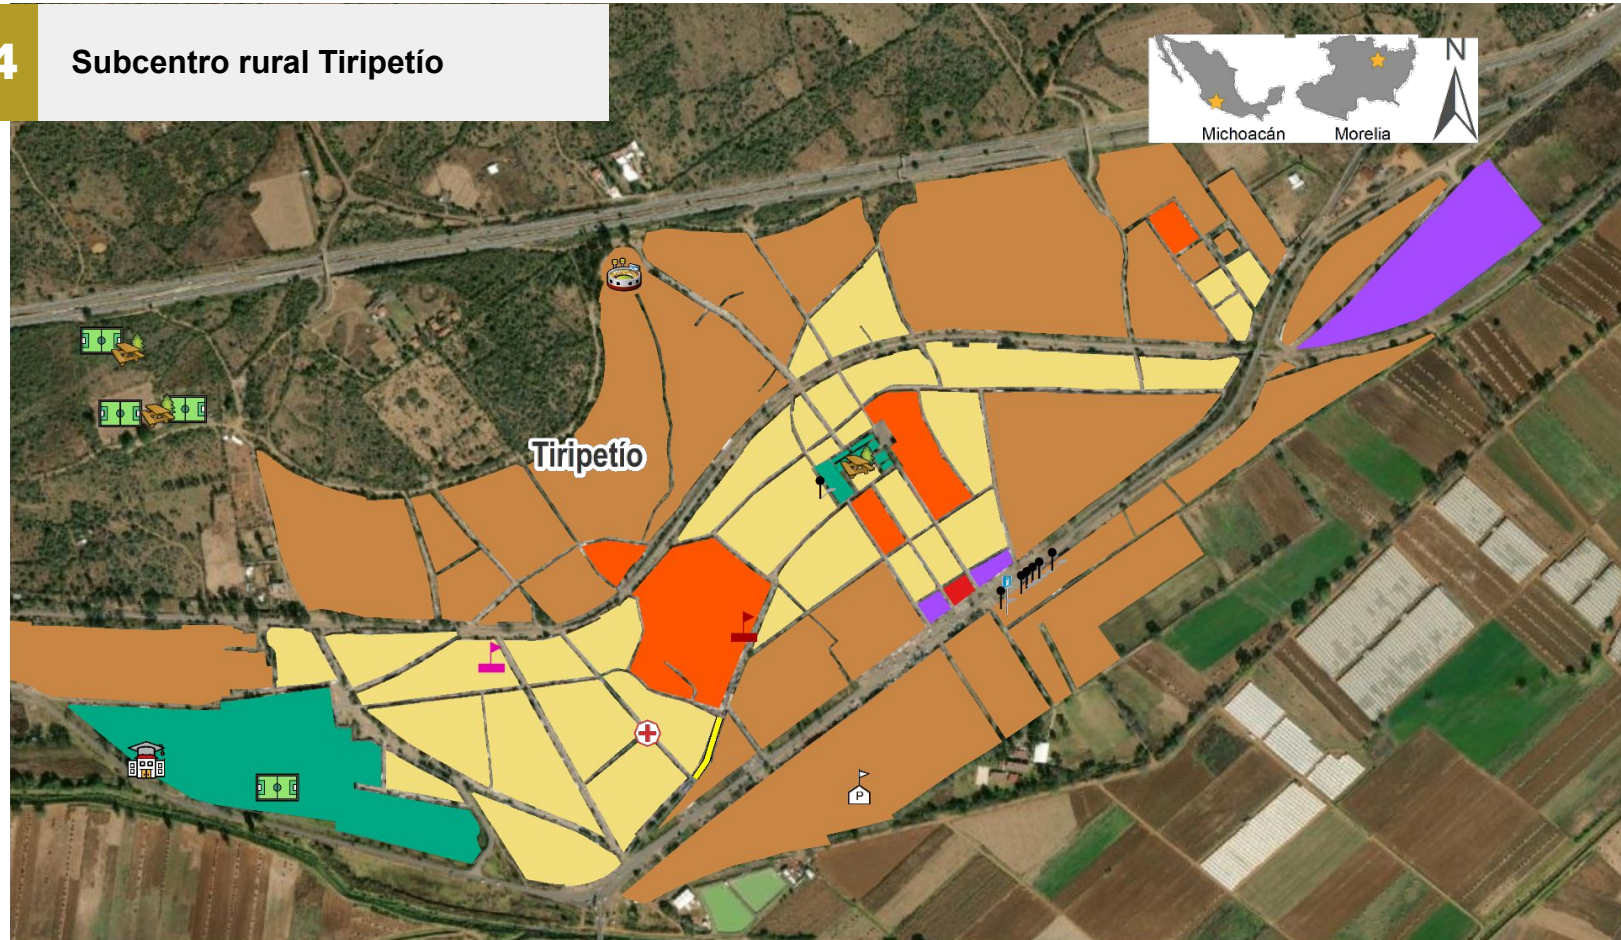 4
Subcentro rural Tiripetío
N
Michoacán
Morelia
Tiripetío
P